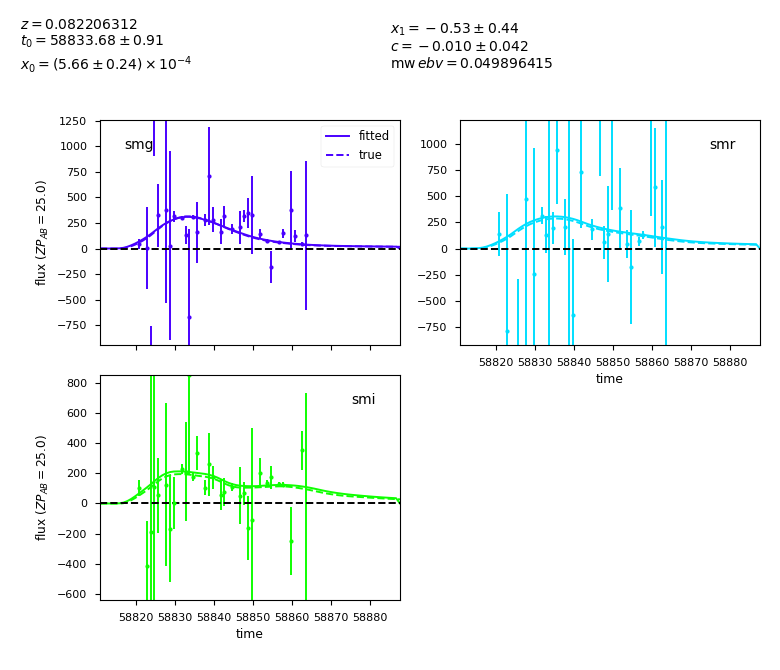 z = 0.082206312
t₀ = 58833.68 ± 0.91
x₀ = (5.66 ± 0.24) × 10⁻⁴
x₁ = −0.53 ± 0.44
c = −0.010 ± 0.042
mw ebv = 0.049896415
smg
fitted
true
1250
1000
750
500
250
0
−250
−500
−750
flux (ZP_AB = 25.0)
smr
1000
750
500
250
0
−250
−500
−750
58820 58830 58840 58850 58860 58870 58880
time
smi
800
600
400
200
0
−200
−400
−600
flux (ZP_AB = 25.0)
58820 58830 58840 58850 58860 58870 58880
time